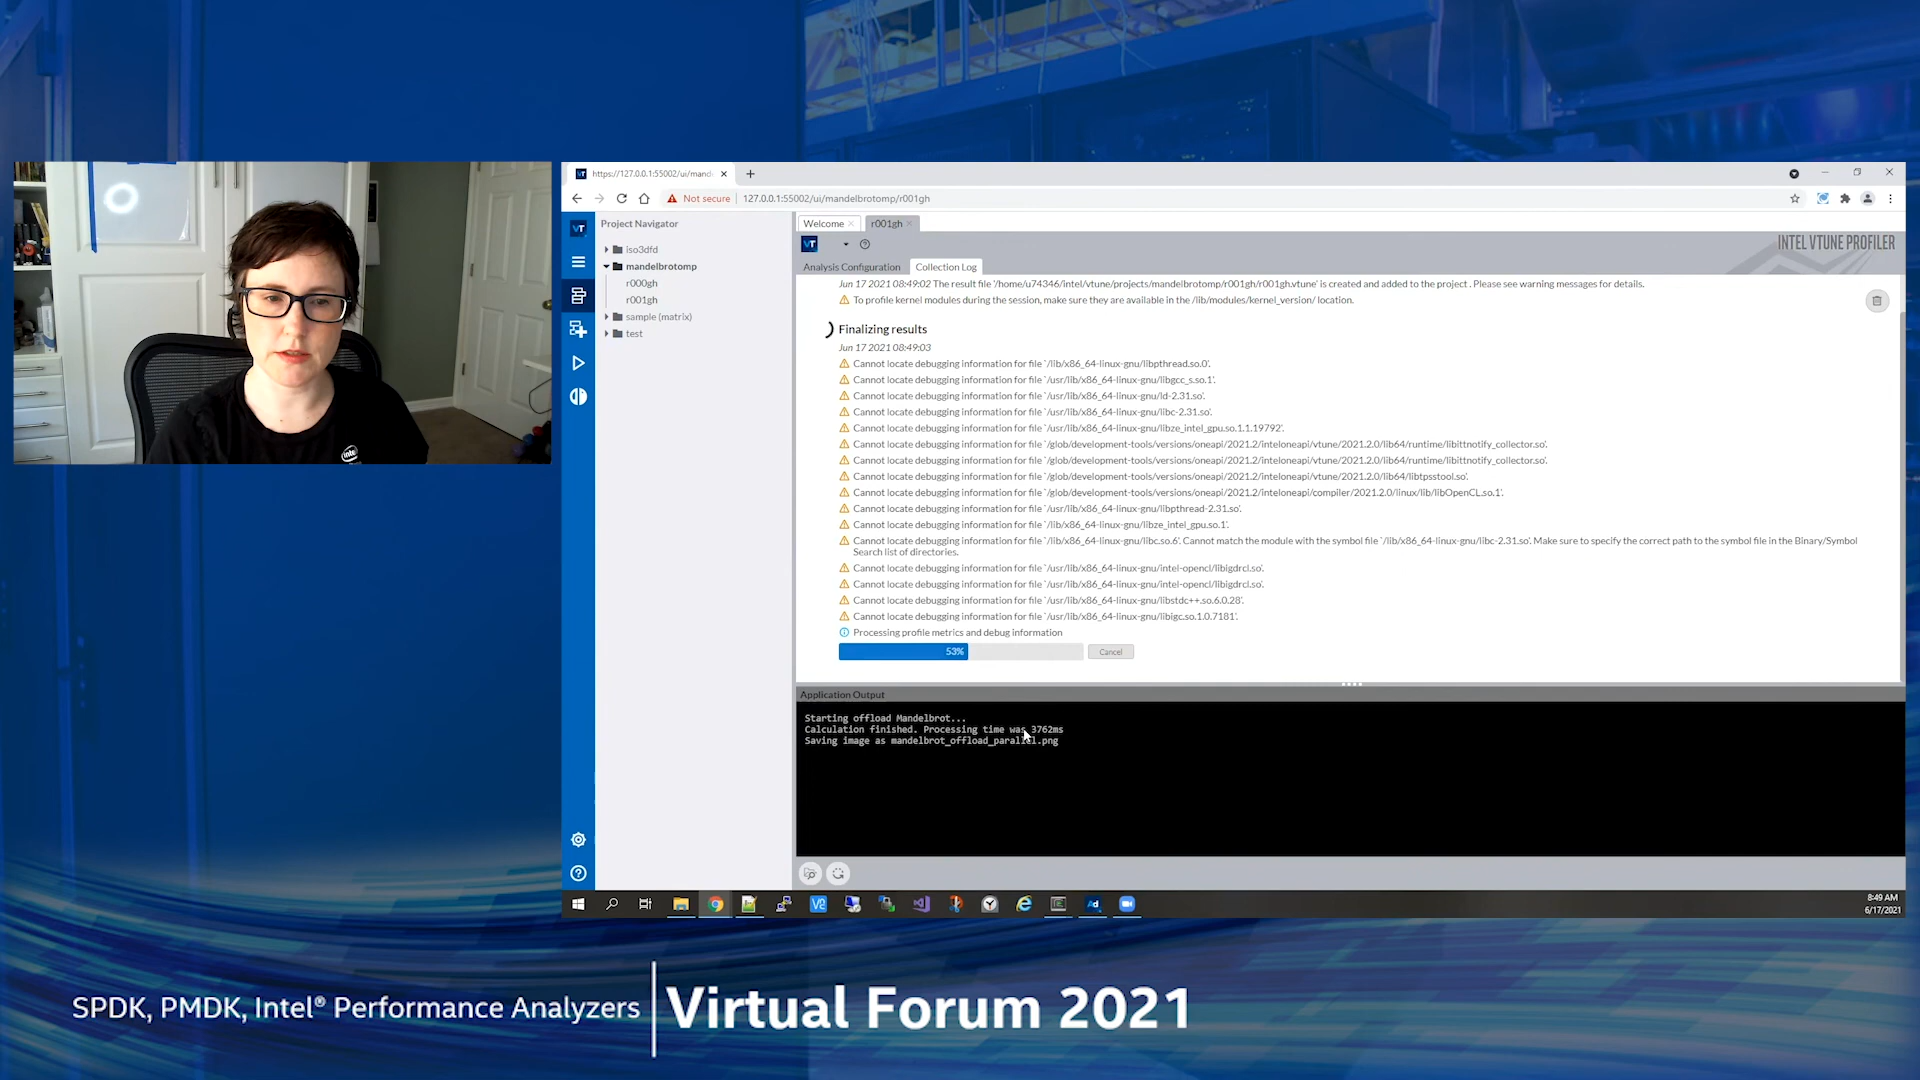 https://127.0.0.1:55002/ui/mand
Not secure
127.0.0.1:55002/ui/mandelbrotomp/r001gh
VT
Project Navigator
iso3dfd
mandelbrotomp
r000gh
r001gh
sample (matrix)
test
Welcome
r001gh
VT
INTEL VTUNE PROFILER
Analysis Configuration
Collection Log
Jun 17 2021 08:49:02 The result file '/home/u74346/intel/vtune/projects/mandelbrotomp/r001gh/r001gh.vtune' is created and added to the project . Please see warning messages for details.
To profile kernel modules during the session, make sure they are available in the /lib/modules/kernel_version/ location.
Finalizing results
Jun 17 2021 08:49:03
Cannot locate debugging information for file `/lib/x86_64-linux-gnu/libpthread.so.0'.
Cannot locate debugging information for file `/usr/lib/x86_64-linux-gnu/libgcc_s.so.1'.
Cannot locate debugging information for file `/usr/lib/x86_64-linux-gnu/ld-2.31.so'.
Cannot locate debugging information for file `/usr/lib/x86_64-linux-gnu/libc-2.31.so'.
Cannot locate debugging information for file `/usr/lib/x86_64-linux-gnu/libze_intel_gpu.so.1.1.19792'.
Cannot locate debugging information for file `/glob/development-tools/versions/oneapi/2021.2/inteloneapi/vtune/2021.2.0/lib64/runtime/libittnotify_collector.so'.
Cannot locate debugging information for file `/glob/development-tools/versions/oneapi/2021.2/inteloneapi/vtune/2021.2.0/lib64/runtime/libittnotify_collector.so'.
Cannot locate debugging information for file `/glob/development-tools/versions/oneapi/2021.2/inteloneapi/vtune/2021.2.0/lib64/libtpsstool.so'.
Cannot locate debugging information for file `/glob/development-tools/versions/oneapi/2021.2/inteloneapi/compiler/2021.2.0/linux/lib/libOpenCL.so.1'.
Cannot locate debugging information for file `/usr/lib/x86_64-linux-gnu/libpthread-2.31.so'.
Cannot locate debugging information for file `/lib/x86_64-linux-gnu/libze_intel_gpu.so.1'.
Cannot locate debugging information for file `/lib/x86_64-linux-gnu/libc.so.6'. Cannot match the module with the symbol file `/lib/x86_64-linux-gnu/libc-2.31.so'. Make sure to specify the correct path to the symbol file in the Binary/Symbol
Search list of directories.
Cannot locate debugging information for file `/lib/x86_64-linux-gnu/intel-opencl/libigdrcl.so'.
Cannot locate debugging information for file `/usr/lib/x86_64-linux-gnu/intel-opencl/libigdrcl.so'.
Cannot locate debugging information for file `/usr/lib/x86_64-linux-gnu/libstdc++.so.6.0.28'.
Cannot locate debugging information for file `/usr/lib/x86_64-linux-gnu/libigc.so.1.0.7181'.
Processing profile metrics and debug information
53%
Cancel
Application Output
Starting offload Mandelbrot...
Calculation finished. Processing time was 3762ms
Saving image as mandelbrot_offload_parallel.png
8:49 AM
6/17/2021
intel
SPDK, PMDK, Intel® Performance Analyzers
Virtual Forum 2021